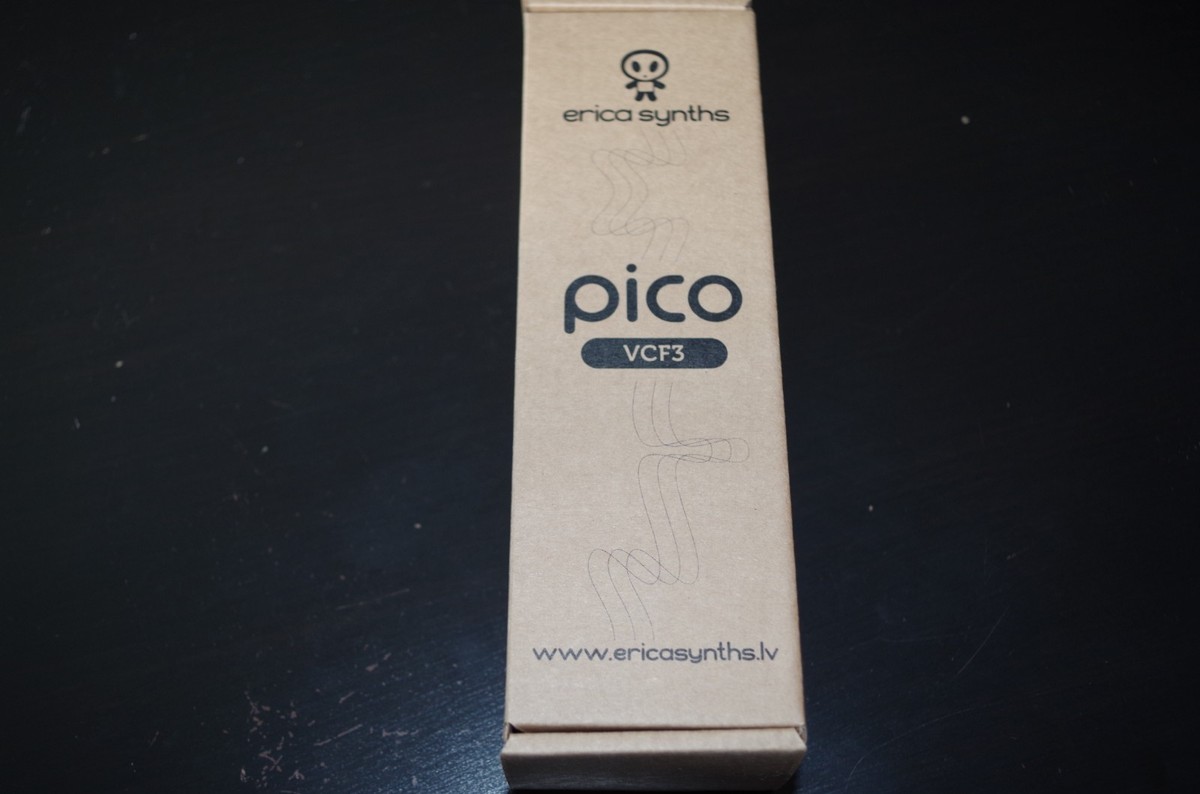 erica synths
pico
VCF3
www.ericasynths.lv